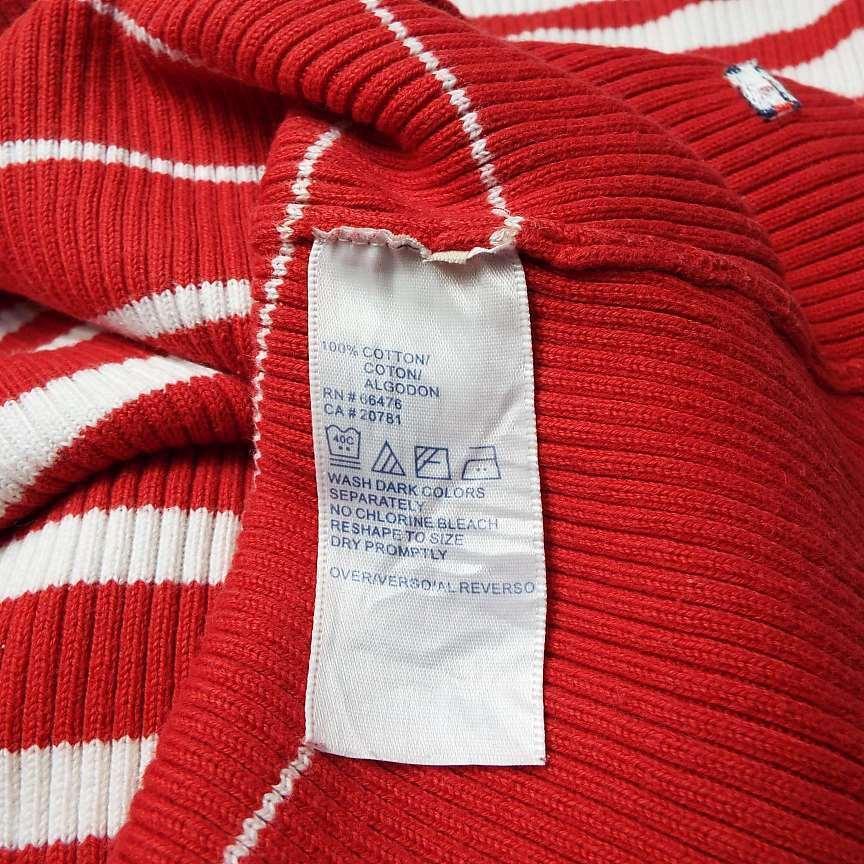 100% COTTON/
COTON/
ALGODON
RN # 66476
CA # 20781
40C
WASH DARK COLORS
SEPARATELY
NO CHLORINE BLEACH
RESHAPE TO SIZE
DRY PROMPTLY
OVER/VERSO/AL REVERSO